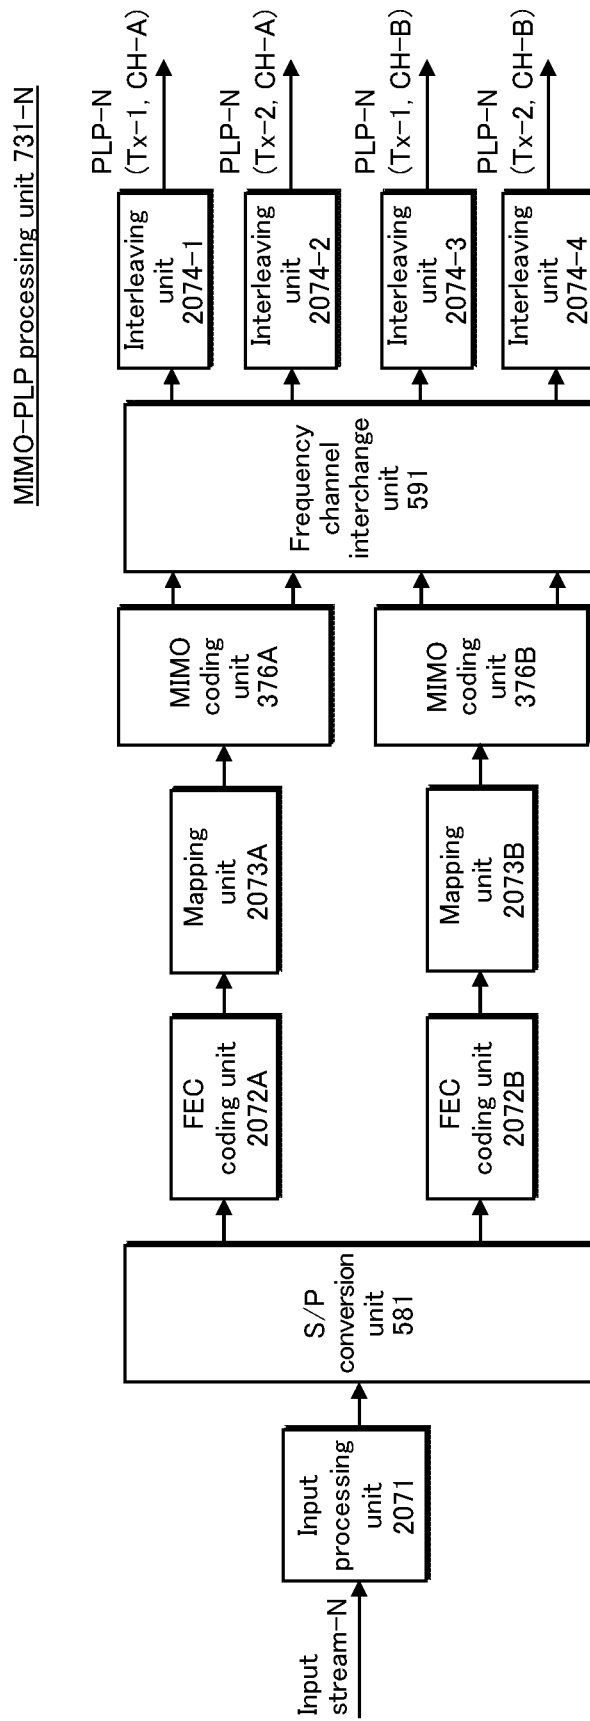 MIMO-PLP processing unit 731-N
Input
stream-N
Input
processing
unit
2071
S/P
conversion
unit
581
FEC
coding unit
2072A
Mapping
unit
2073A
MIMO
coding
unit
376A
FEC
coding unit
2072B
Mapping
unit
2073B
MIMO
coding
unit
376B
Frequency
channel
interchange
unit
591
Interleaving
unit
2074-1
PLP-N
(Tx-1, CH-A)
Interleaving
unit
2074-2
PLP-N
(Tx-2, CH-A)
Interleaving
unit
2074-3
PLP-N
(Tx-1, CH-B)
Interleaving
unit
2074-4
PLP-N
(Tx-2, CH-B)